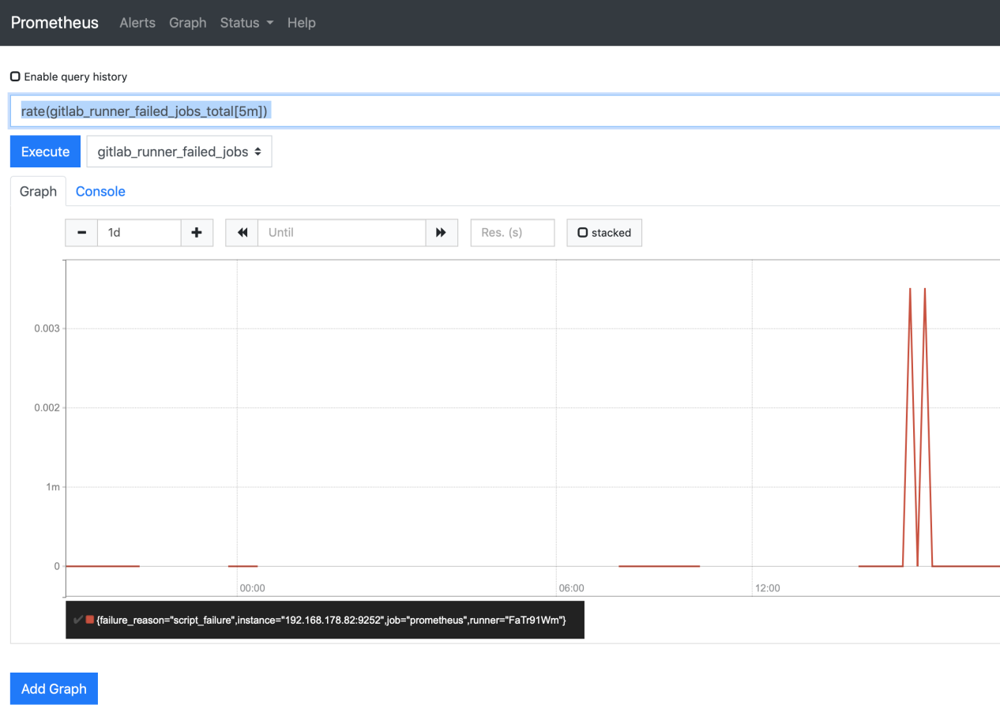 Prometheus Alerts Graph Status Help
Enable query history
rate(gitlab_runner_failed_jobs_total[5m])
Execute gitlab_runner_failed_jobs
Graph Console
1d Until Res. (s) stacked
0.003
0.002
1m
0
00:00 06:00 12:00
{failure_reason="script_failure",instance="192.168.178.82:9252",job="prometheus",runner="FaTr91Wm"}
Add Graph